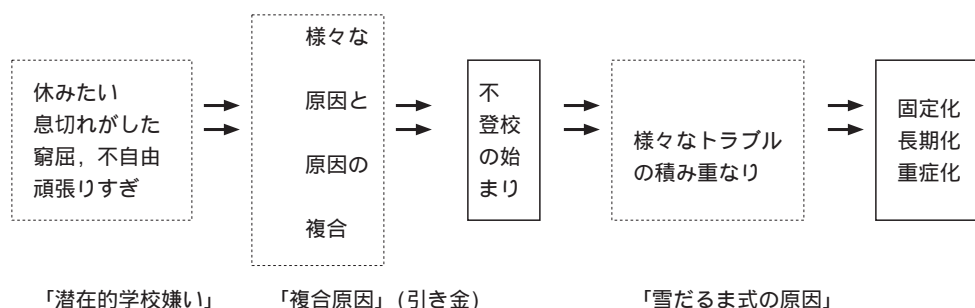 休みたい
息切れがした
窮屈，不自由
頑張りすぎ
様々な
原因と
原因の
複合
不
登校
の始
まり
様々なトラブル
の積み重なり
固定化
長期化
重症化
「潜在的学校嫌い」
「複合原因」(引き金)
「雪だるま式の原因」